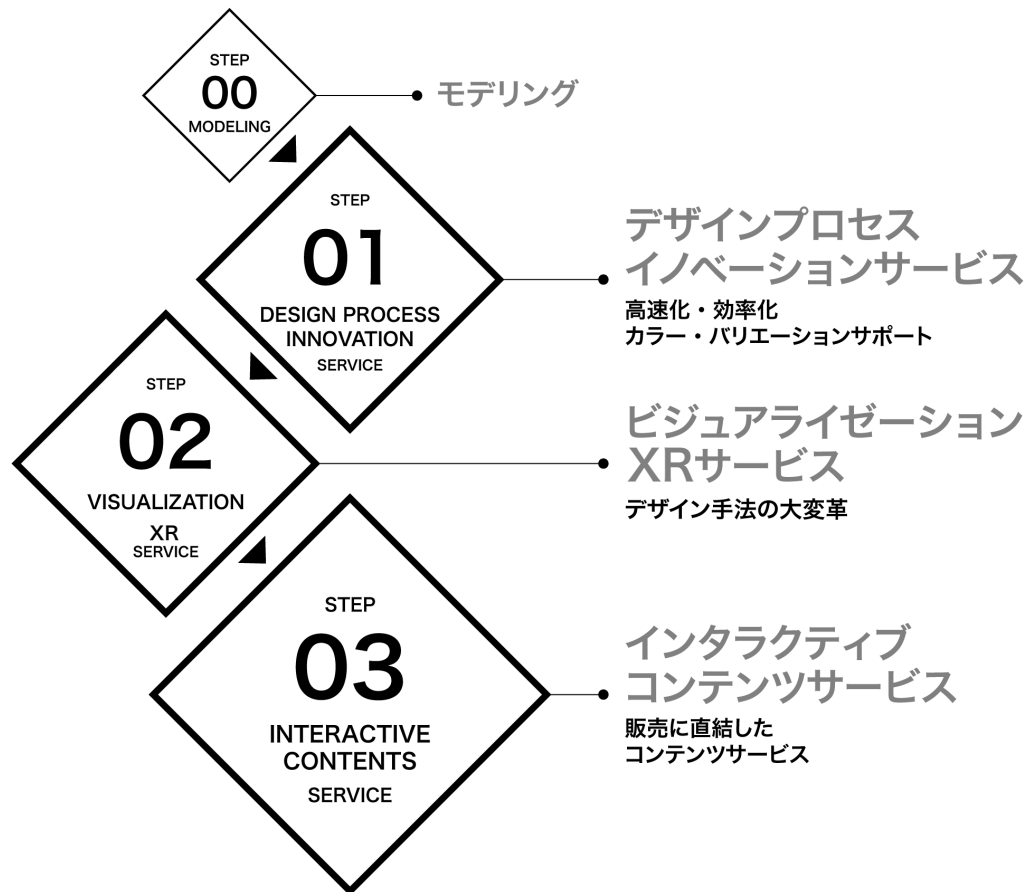 STEP
00
MODELING
モデリング
STEP
01
DESIGN PROCESS
INNOVATION
SERVICE
デザインプロセス
イノベーションサービス
高速化・効率化
カラー・バリエーションサポート
STEP
02
VISUALIZATION
XR
SERVICE
ビジュアライゼーション
XRサービス
デザイン手法の大変革
STEP
03
INTERACTIVE
CONTENTS
SERVICE
インタラクティブ
コンテンツサービス
販売に直結した
コンテンツサービス